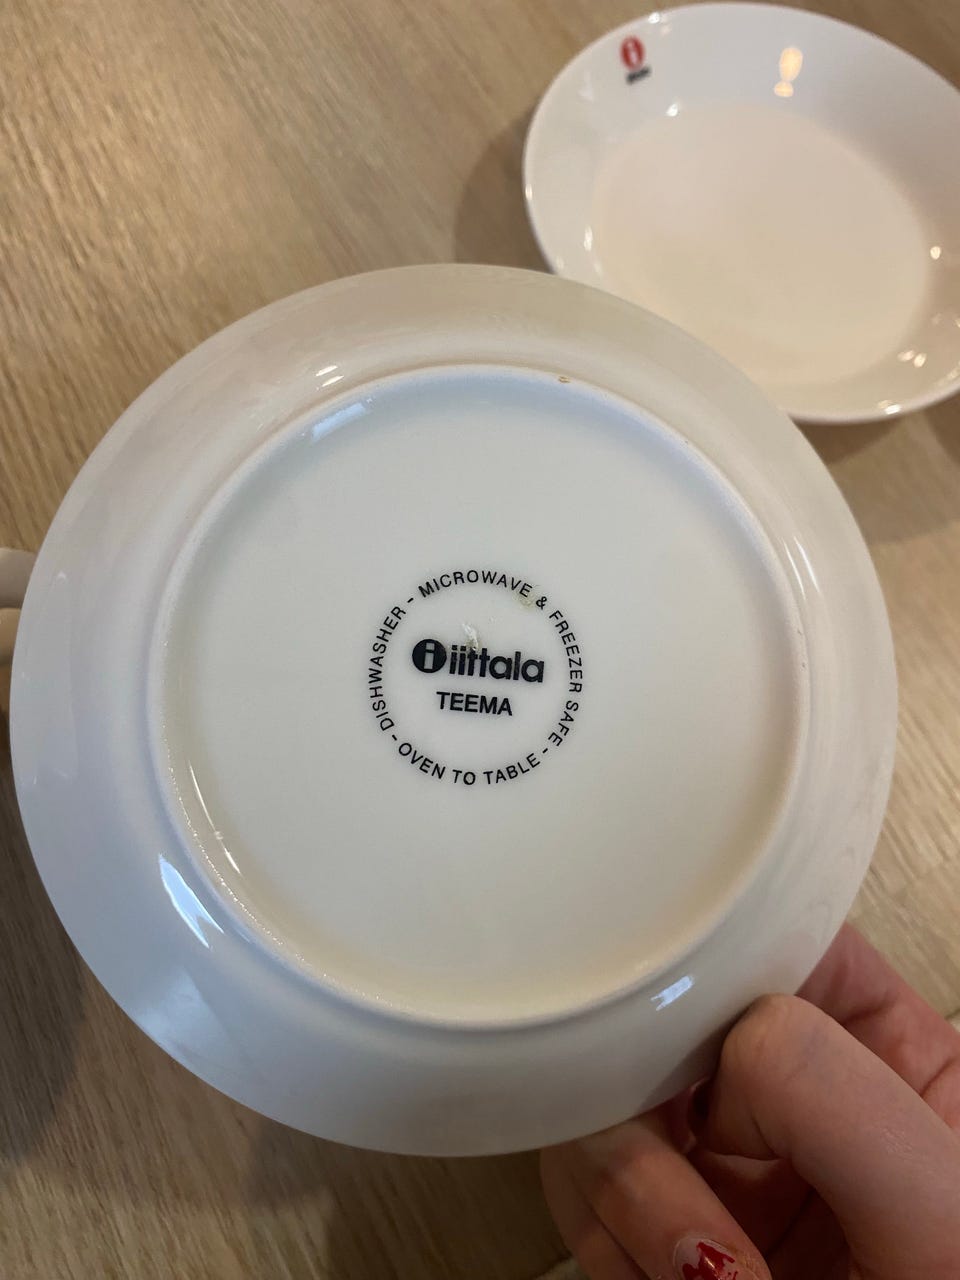 DISHWASHER - MICROWAVE & FREEZER SAFE - OVEN TO TABLE -
i iittala
TEEMA
i